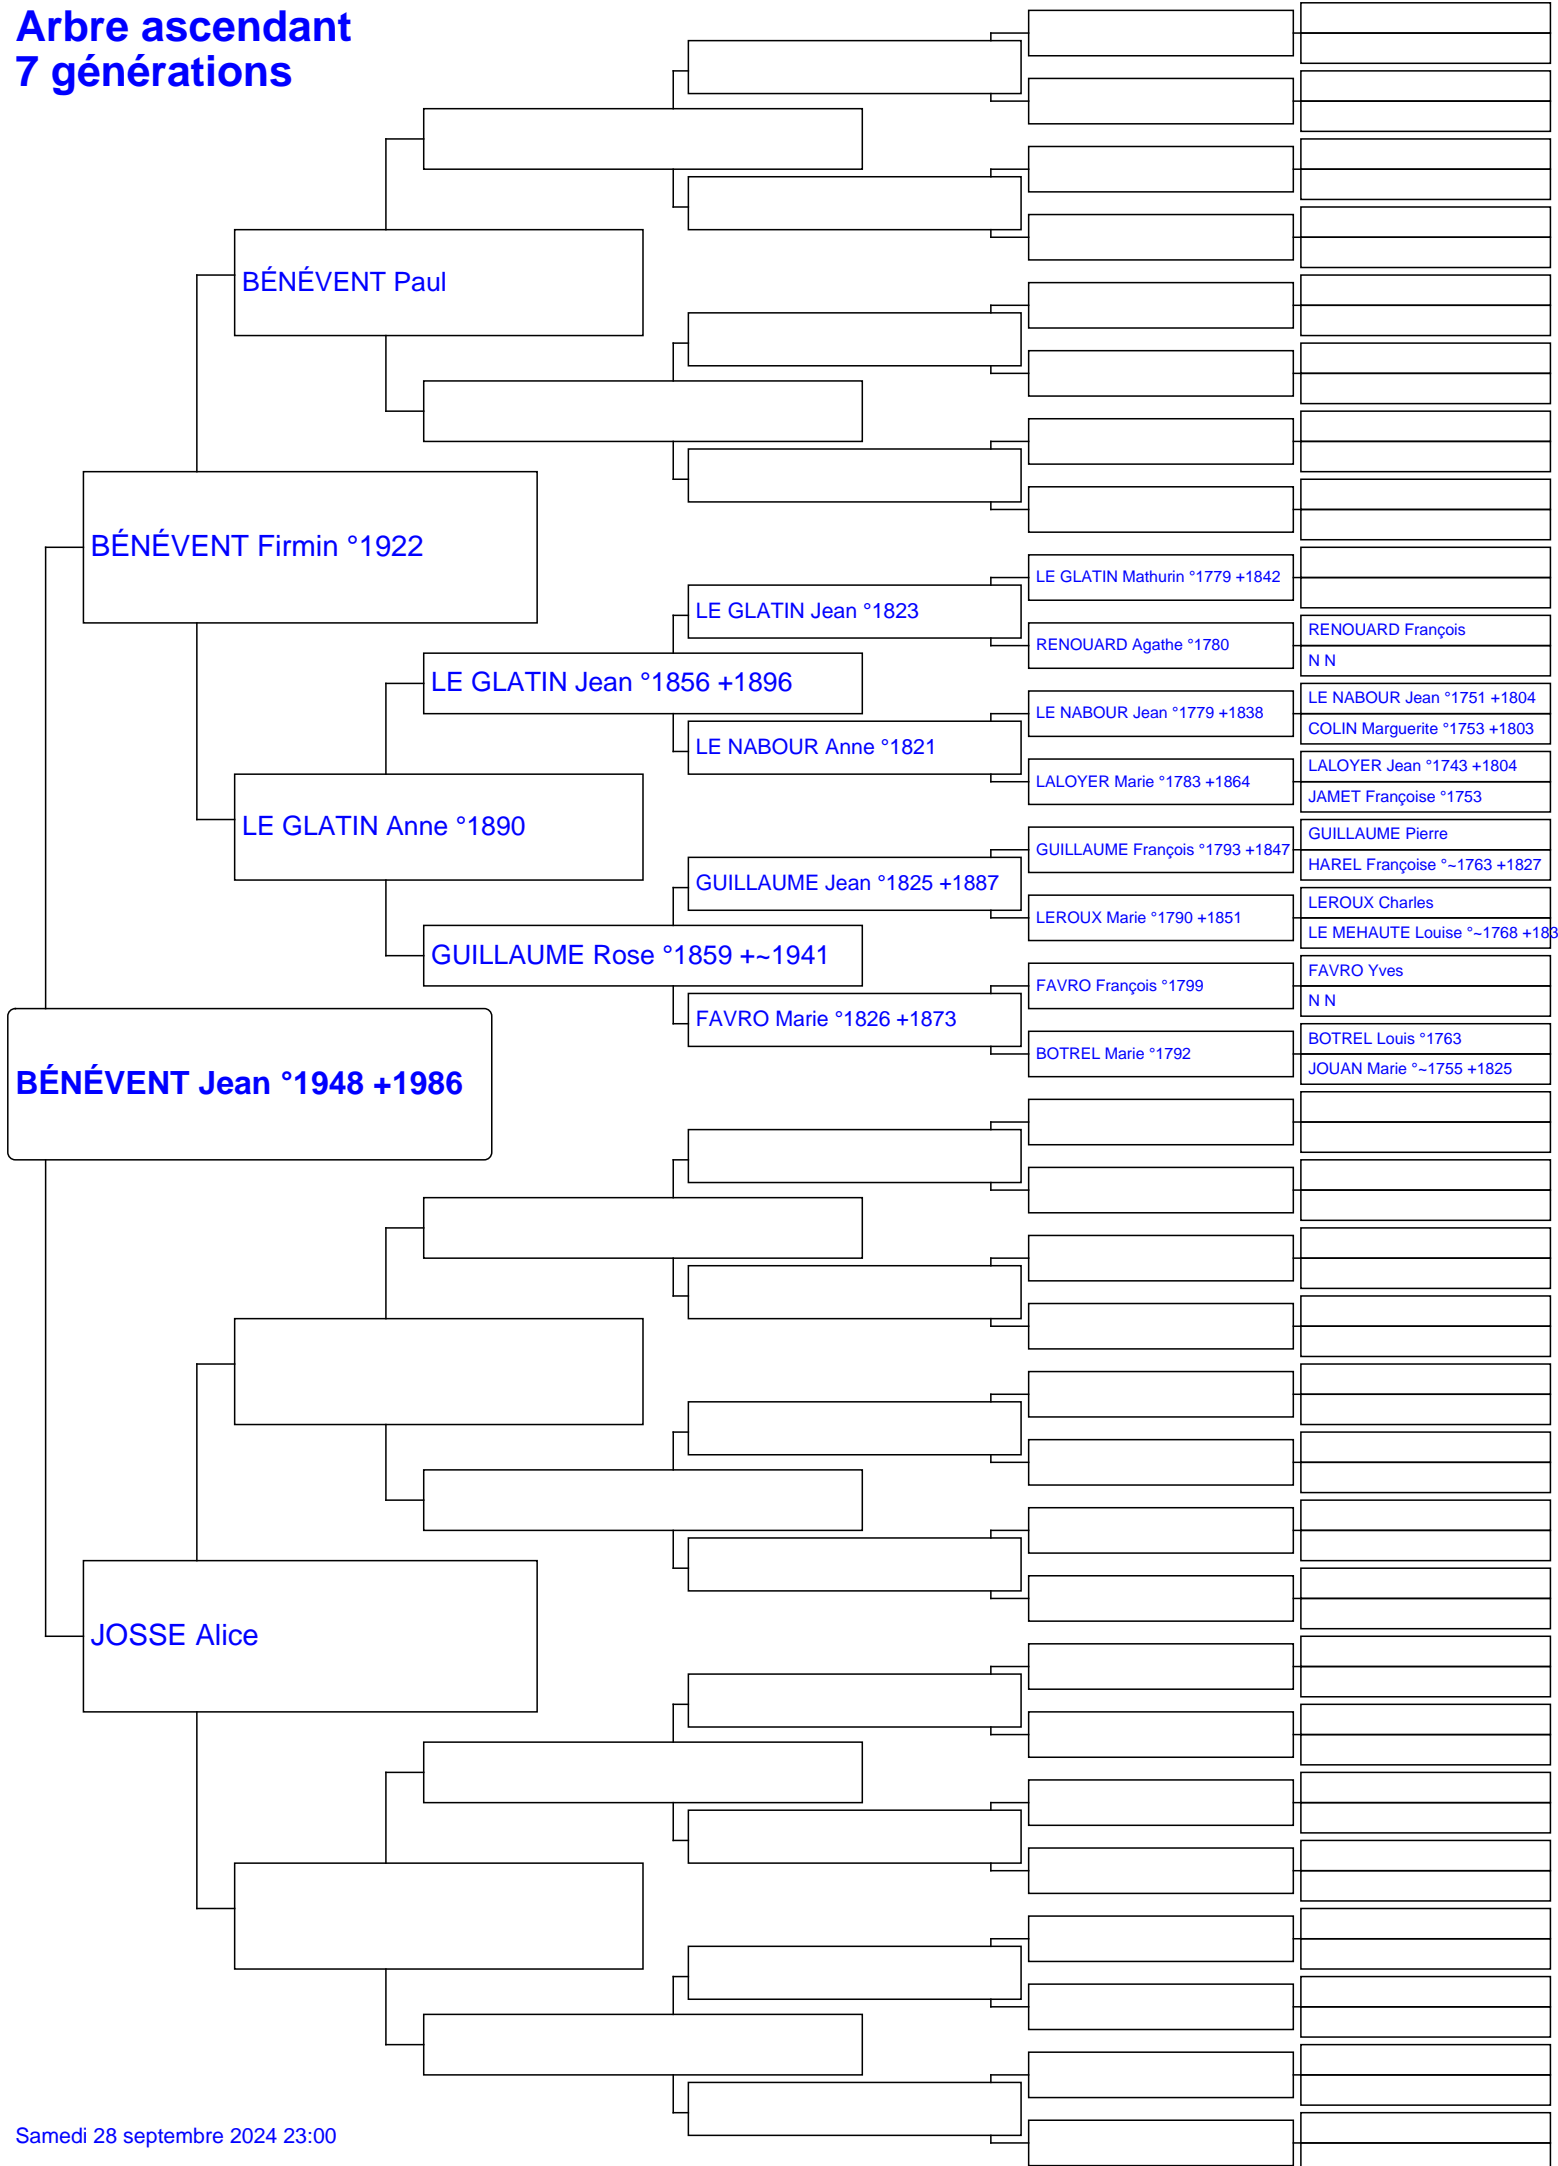 Arbre ascendant
7 générations
BÉNÉVENT Paul
BÉNÉVENT Firmin °1922
LE GLATIN Mathurin °1779 +1842
LE GLATIN Jean °1823
RENOUARD François
RENOUARD Agathe °1780
N N
LE GLATIN Jean °1856 +1896
LE NABOUR Jean °1751 +1804
LE NABOUR Jean °1779 +1838
COLIN Marguerite °1753 +1803
LE NABOUR Anne °1821
LALOYER Jean °1743 +1804
LALOYER Marie °1783 +1864
JAMET Françoise °1753
LE GLATIN Anne °1890
GUILLAUME Pierre
GUILLAUME François °1793 +1847
HAREL Françoise °~1763 +1827
GUILLAUME Jean °1825 +1887
LEROUX Charles
LEROUX Marie °1790 +1851
LE MEHAUTE Louise °~1768 +183
GUILLAUME Rose °1859 +~1941
FAVRO Yves
FAVRO François °1799
N N
FAVRO Marie °1826 +1873
BOTREL Louis °1763
BOTREL Marie °1792
JOUAN Marie °~1755 +1825
BÉNÉVENT Jean °1948 +1986
JOSSE Alice
Samedi 28 septembre 2024 23:00